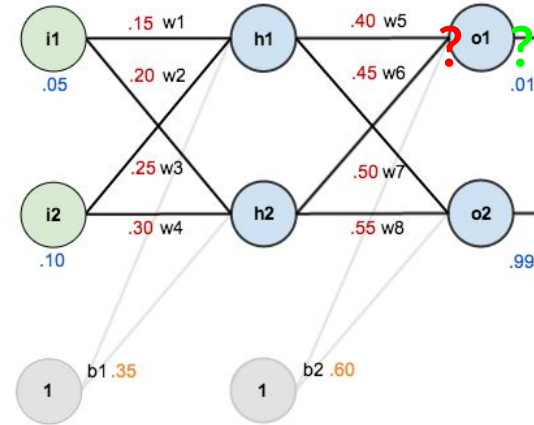 i1 .15 w1 h1 .40 w5 ? o1 ?
.05 .20 w2 .45 w6 .01
.25 w3 .50 w7
i2 .30 w4 h2 .55 w8 o2
.10 .99
1 b1 .35 1 b2 .60